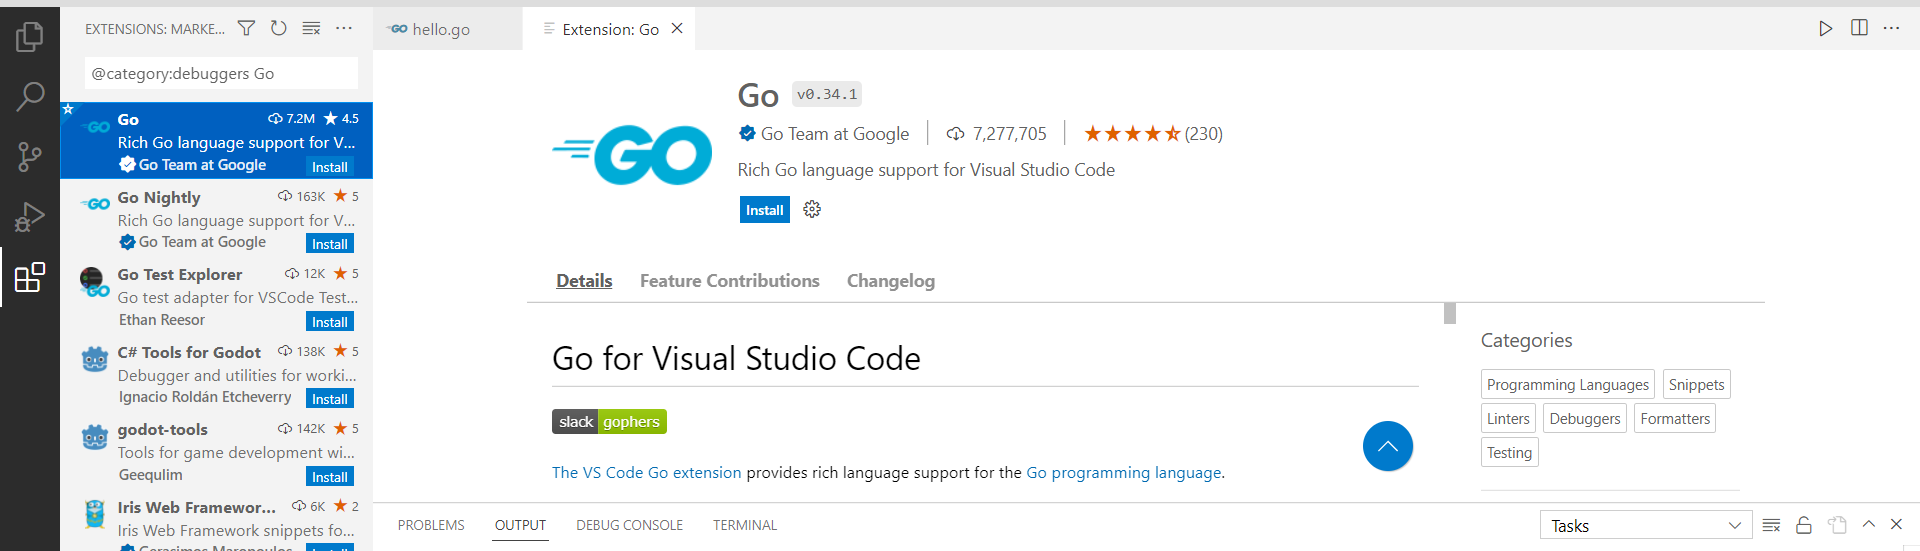 EXTENSIONS: MARKE...
@category:debuggers Go
Go 7.2M 4.5
Rich Go language support for V...
Go Team at Google Install
Go Nightly 163K 5
Rich Go language support for V...
Go Team at Google Install
Go Test Explorer 12K 5
Go test adapter for VSCode Test...
Ethan Reesor Install
C# Tools for Godot 138K 5
Debugger and utilities for worki...
Ignacio Roldán Etcheverry Install
godot-tools 142K 5
Tools for game development wi...
Geequlim Install
Iris Web Framewor... 6K 2
Iris Web Framework snippets fo...
Gerasimos Maropoulos Install
GO hello.go
Extension: Go
GO
Go v0.34.1
Go Team at Google 7,277,705 (230)
Rich Go language support for Visual Studio Code
Install
Details Feature Contributions Changelog
Go for Visual Studio Code
slack gophers
The VS Code Go extension provides rich language support for the Go programming language.
Categories
Programming Languages Snippets
Linters Debuggers Formatters
Testing
PROBLEMS OUTPUT DEBUG CONSOLE TERMINAL
Tasks